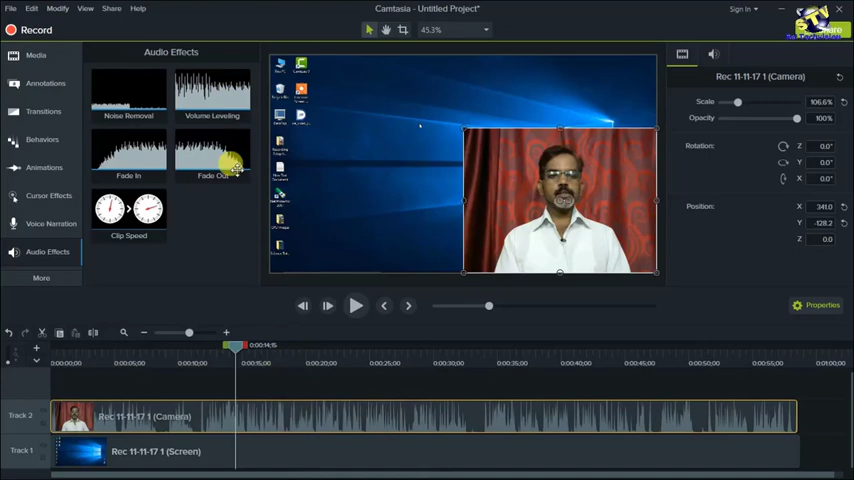 File Edit Modify View Share Help
Camtasia - Untitled Project*
Sign In
Record
45.3%
Share
STV
Media
Annotations
Transitions
Behaviors
Animations
Cursor Effects
Voice Narration
Audio Effects
More
Audio Effects
Noise Removal
Volume Leveling
Fade In
Fade Out
Clip Speed
Rec 11-11-17 1 (Camera)
Scale
106.6%
Opacity
100%
Rotation:
Z 0.0°
Y 0.0°
X 0.0°
Position:
X 341.0
Y -128.2
Z 0.0
Properties
0:00:14;15
0:00:00;00 0:00:05;00 0:00:10;00 0:00:15;00 0:00:20;00 0:00:25;00 0:00:30;00 0:00:35;00 0:00:40;00 0:00:45;00 0:00:50;00 0:00:55;00 0:01:00;00
Track 2
Rec 11-11-17 1 (Camera)
Track 1
Rec 11-11-17 1 (Screen)